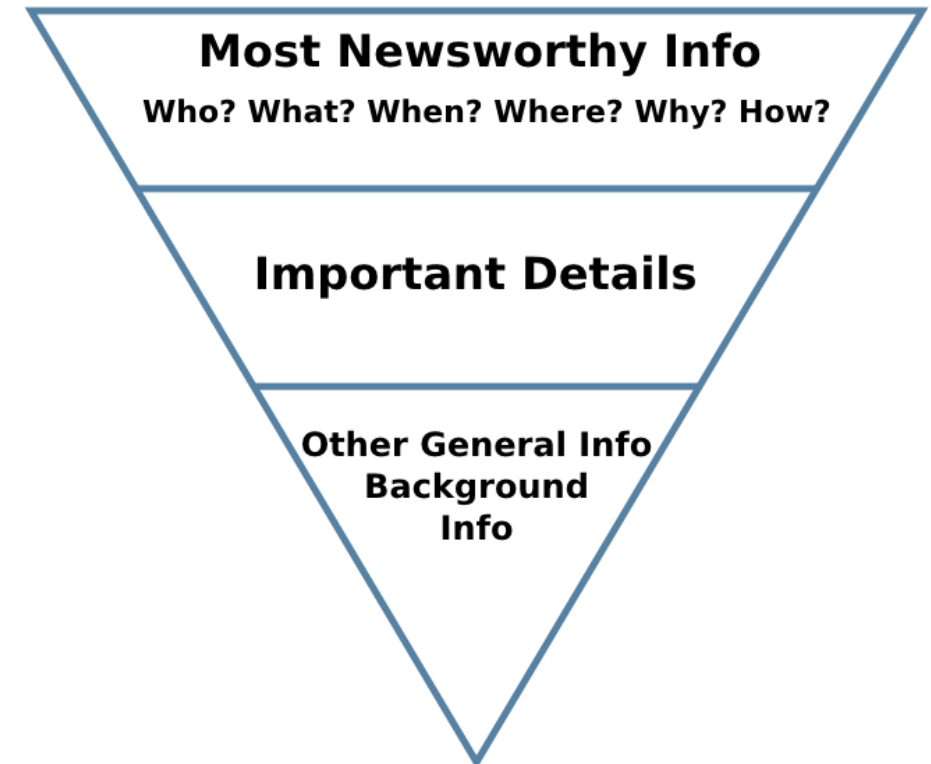 Most Newsworthy Info
Who? What? When? Where? Why? How?
Important Details
Other General Info
Background
Info